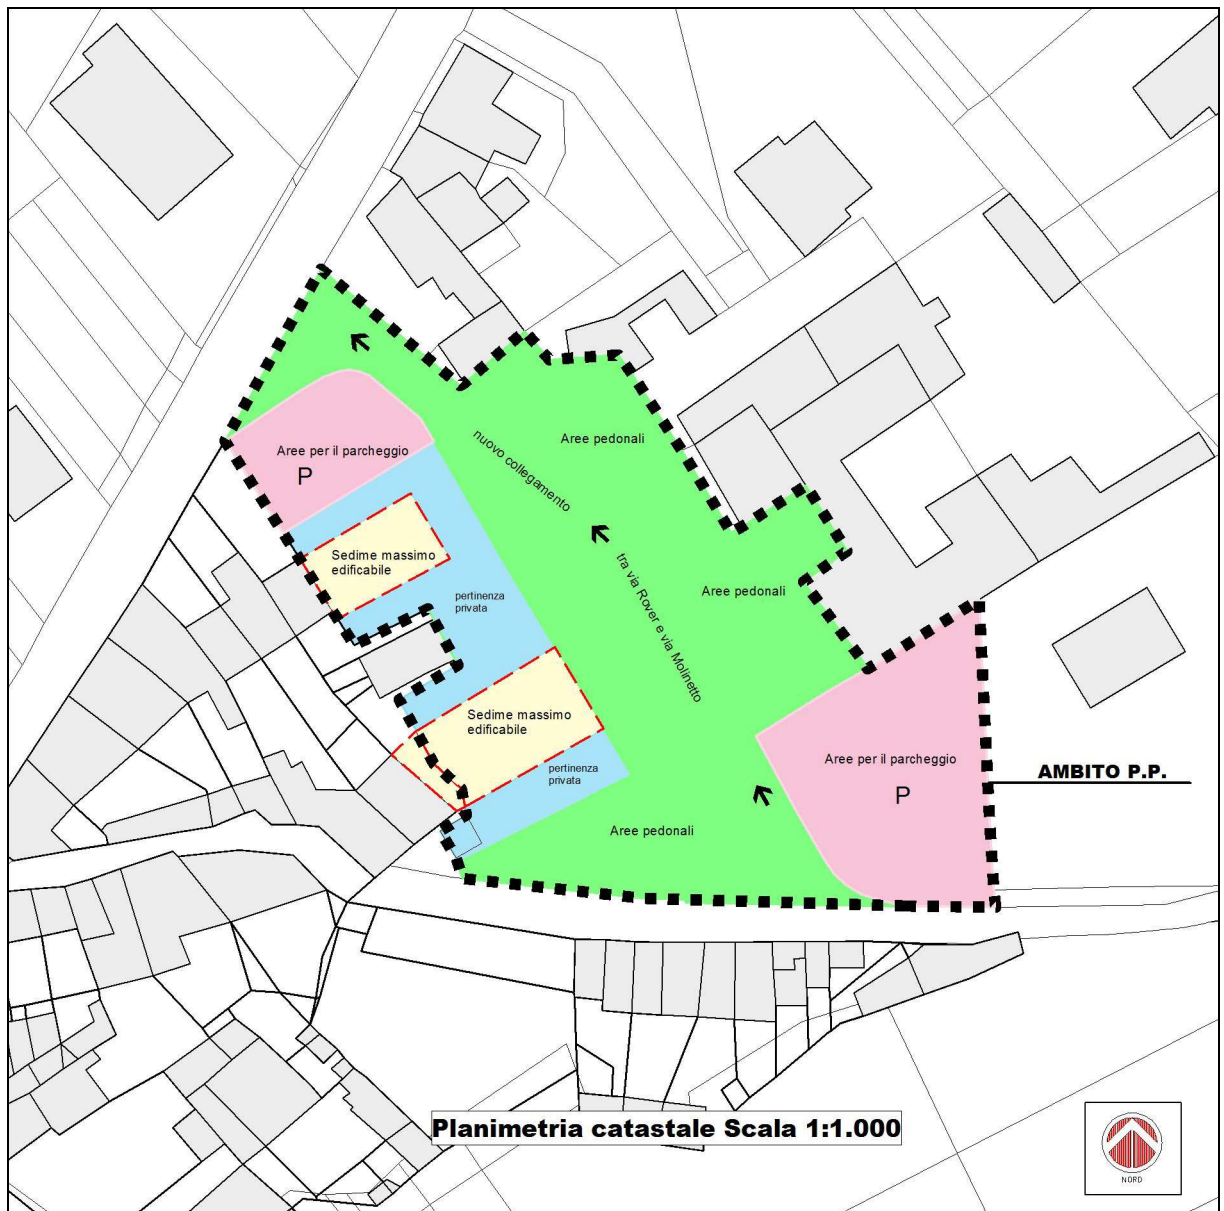 Aree pedonali
nuovo collegamento
Aree per il parcheggio
P
Sedime massimo
edificabile
tra via Rover e via Molinetto
Aree pedonali
pertinenza
privata
Sedime massimo
edificabile
Aree per il parcheggio
P
pertinenza
privata
AMBITO P.P.
Aree pedonali
Planimetria catastale Scala 1:1.000
NORD